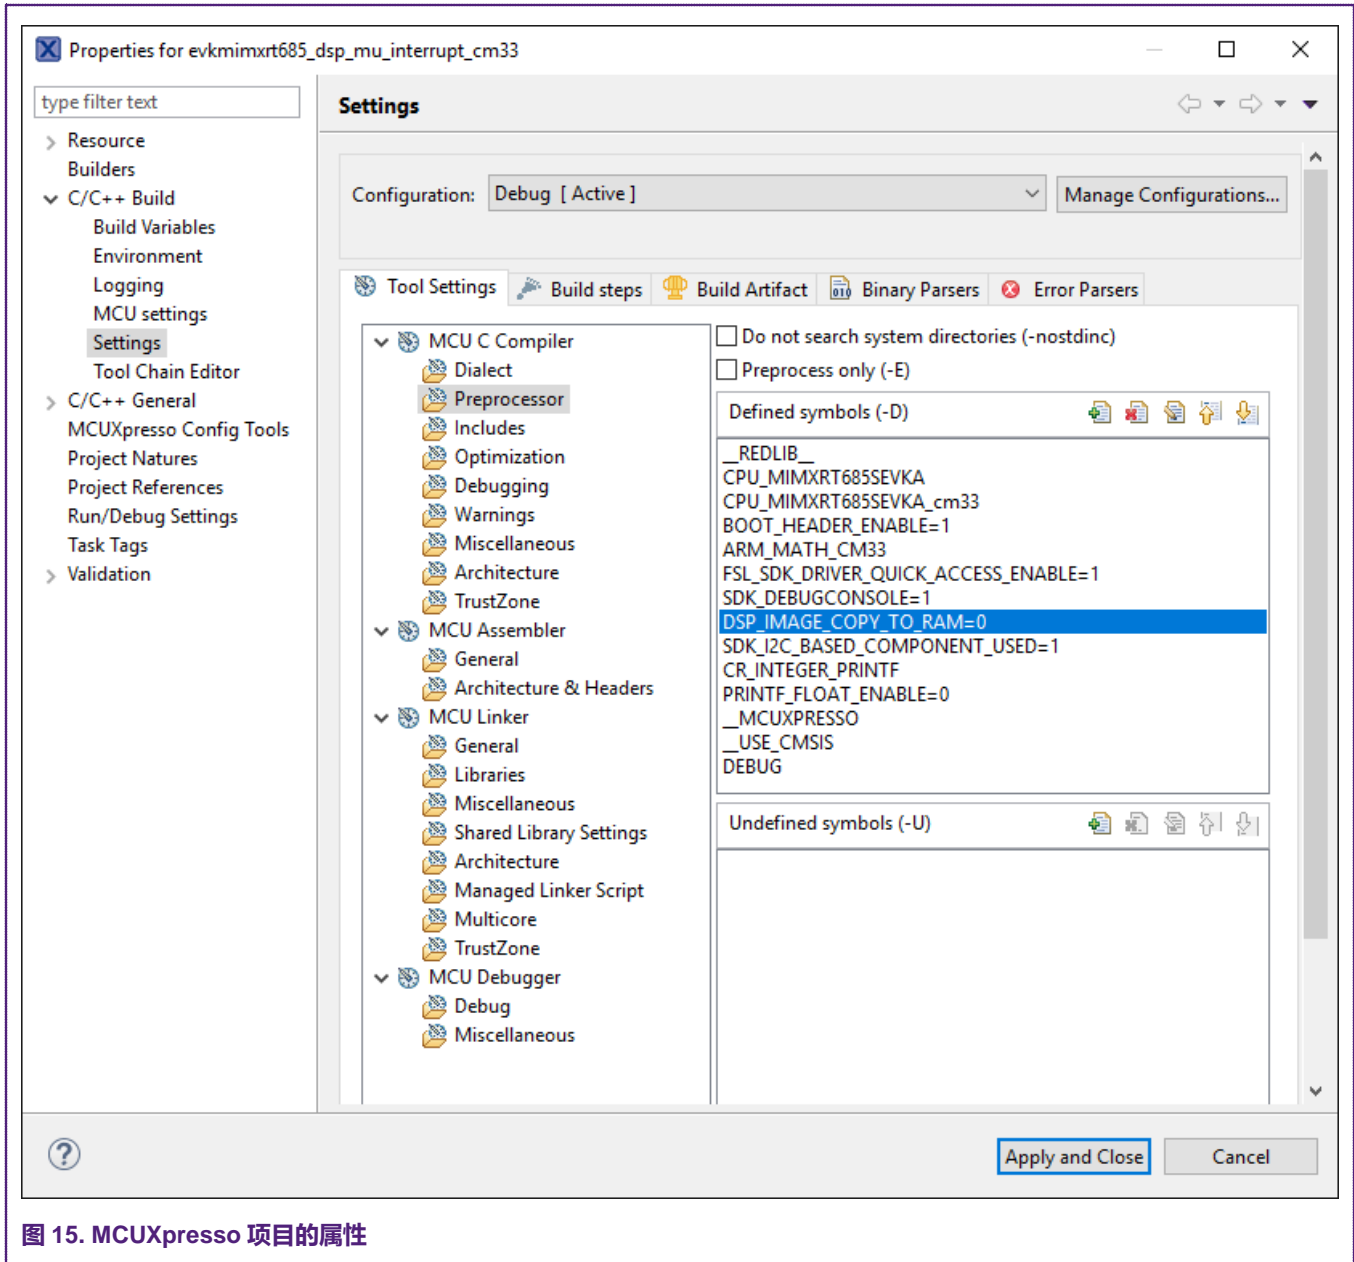 Properties for evkmimxrt685_dsp_mu_interrupt_cm33
type filter text
Resource
Builders
C/C++ Build
Build Variables
Environment
Logging
MCU settings
Settings
Tool Chain Editor
C/C++ General
MCUXpresso Config Tools
Project Natures
Project References
Run/Debug Settings
Task Tags
Validation
Settings
Configuration:
Debug [ Active ]
Manage Configurations...
Tool Settings
Build steps
Build Artifact
Binary Parsers
Error Parsers
MCU C Compiler
Dialect
Preprocessor
Includes
Optimization
Debugging
Warnings
Miscellaneous
Architecture
TrustZone
MCU Assembler
General
Architecture & Headers
MCU Linker
General
Libraries
Miscellaneous
Shared Library Settings
Architecture
Managed Linker Script
Multicore
TrustZone
MCU Debugger
Debug
Miscellaneous
Do not search system directories (-nostdinc)
Preprocess only (-E)
Defined symbols (-D)
__REDLIB__
CPU_MIMXRT685SEVKA
CPU_MIMXRT685SEVKA_cm33
BOOT_HEADER_ENABLE=1
ARM_MATH_CM33
FSL_SDK_DRIVER_QUICK_ACCESS_ENABLE=1
SDK_DEBUGCONSOLE=1
DSP_IMAGE_COPY_TO_RAM=0
SDK_I2C_BASED_COMPONENT_USED=1
CR_INTEGER_PRINTF
PRINTF_FLOAT_ENABLE=0
__MCUXPRESSO
__USE_CMSIS
DEBUG
Undefined symbols (-U)
Apply and Close
Cancel
图 15. MCUXpresso 项目的属性